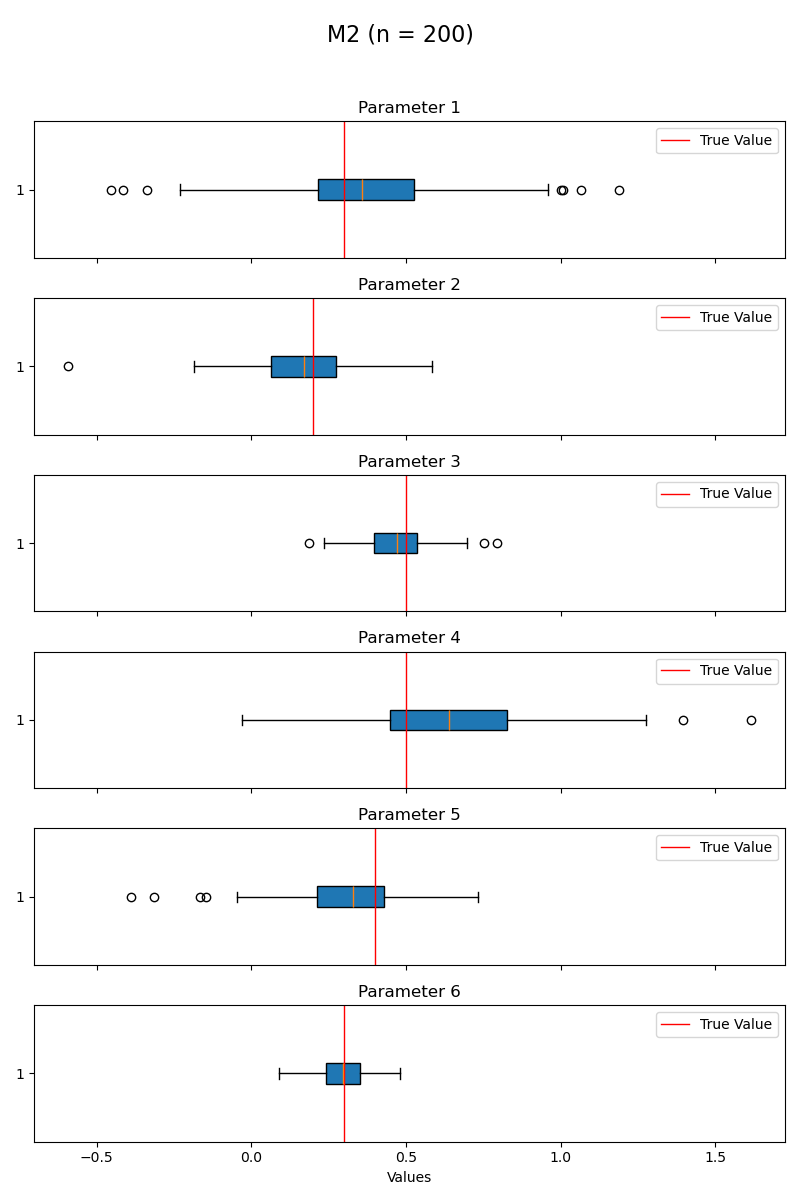 M2 (n = 200)
Parameter 1
True Value
1
Parameter 2
True Value
1
Parameter 3
True Value
1
Parameter 4
True Value
1
Parameter 5
True Value
1
Parameter 6
True Value
1
−0.5 0.0 0.5 1.0 1.5
Values